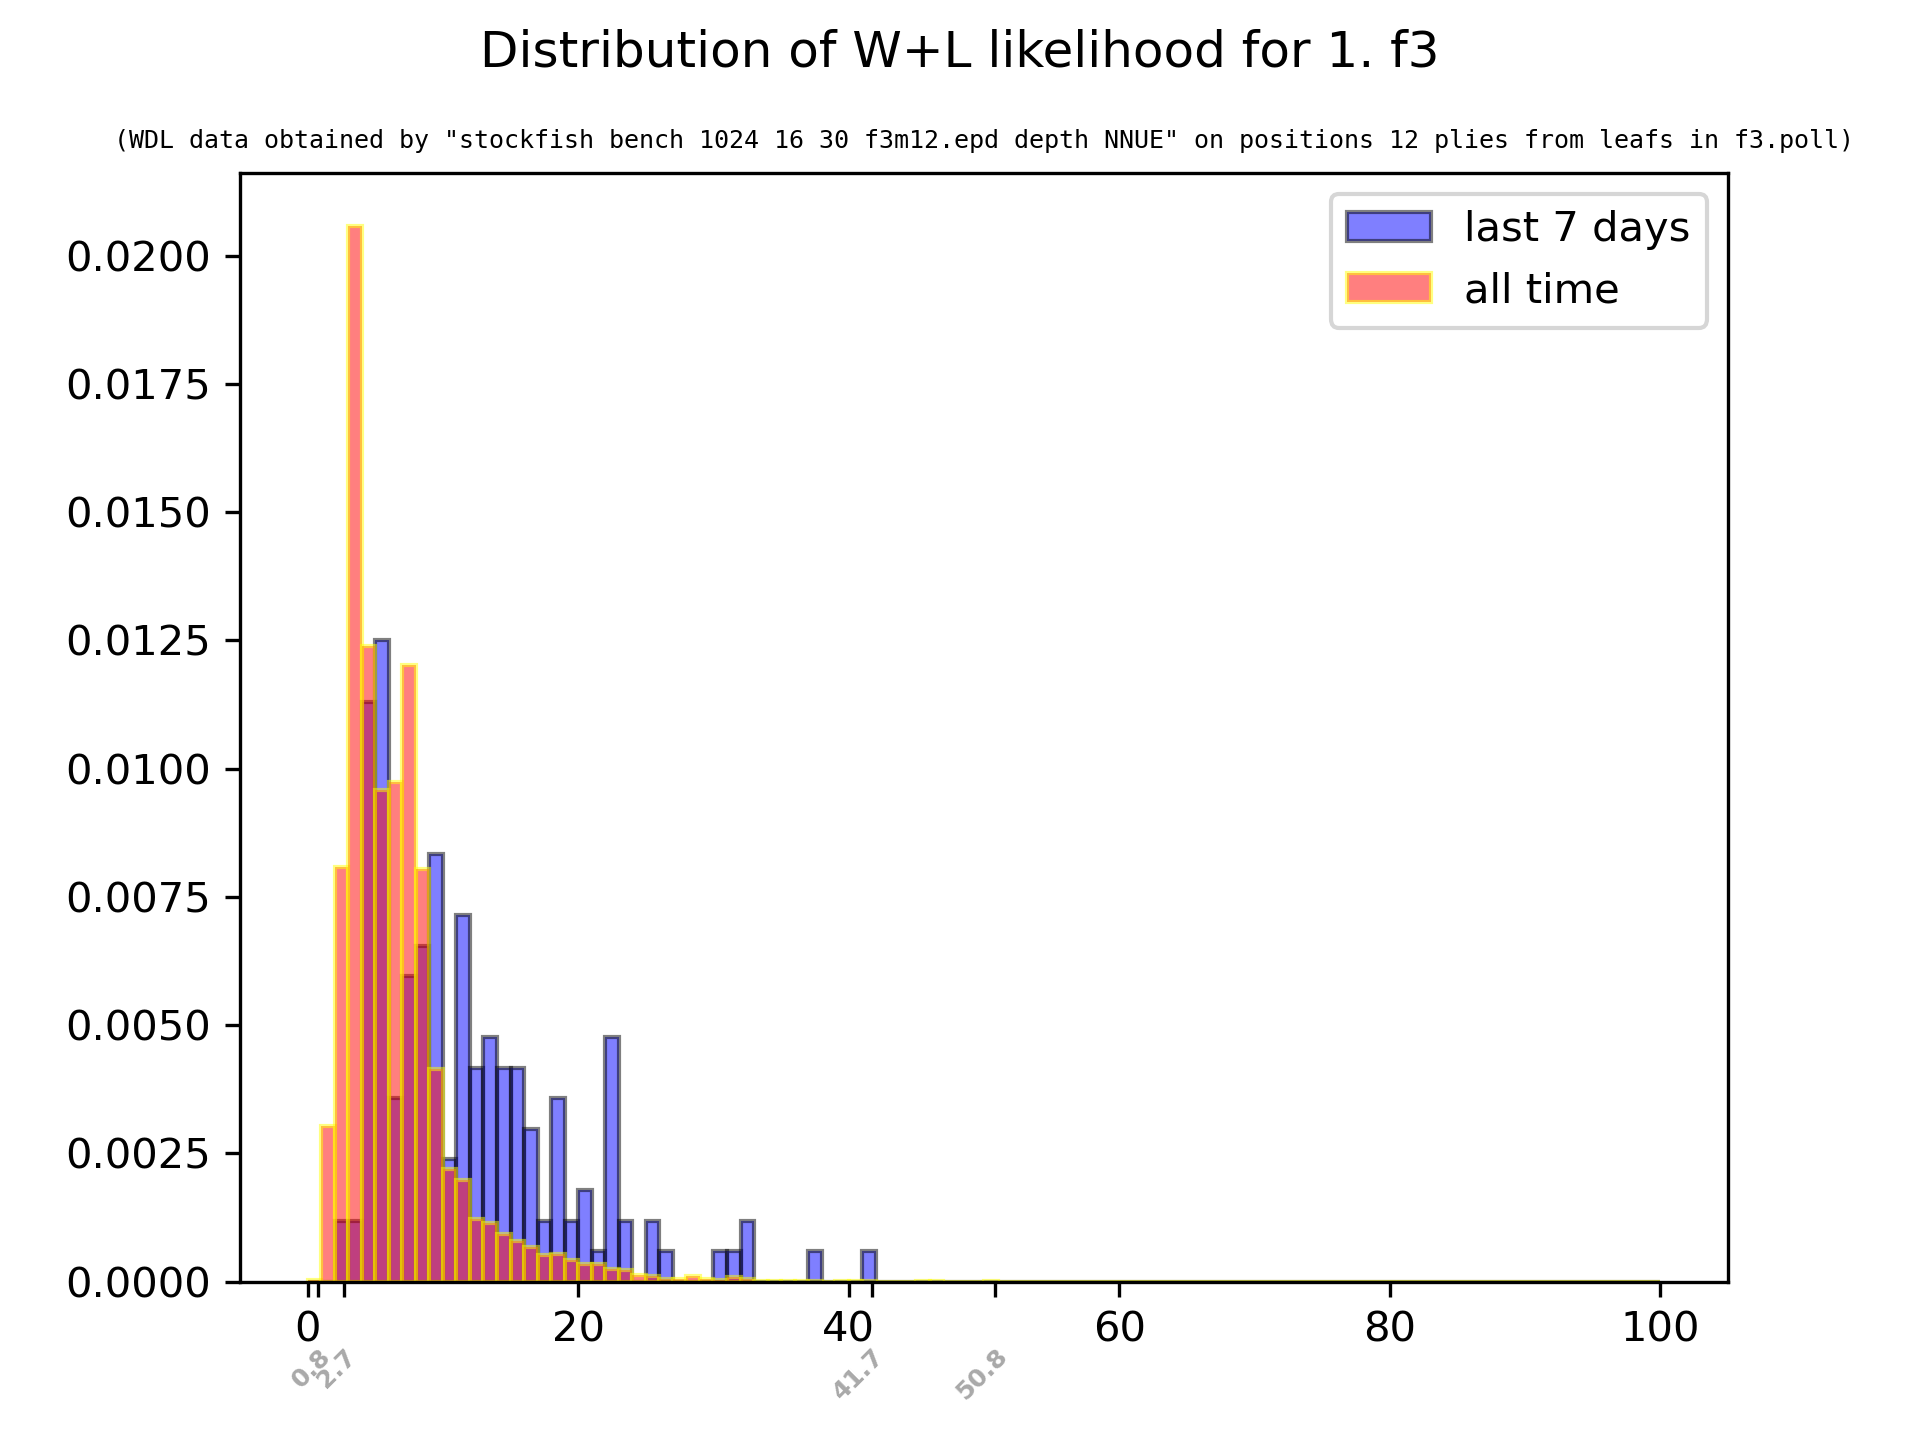 Distribution of W+L likelihood for 1. f3
(WDL data obtained by "stockfish bench 1024 16 30 f3m12.epd depth NNUE" on positions 12 plies from leafs in f3.poll)
last 7 days
all time
0.0200
0.0175
0.0150
0.0125
0.0100
0.0075
0.0050
0.0025
0.0000
0 20 40 60 80 100
0.8 2.7 41.7 50.8